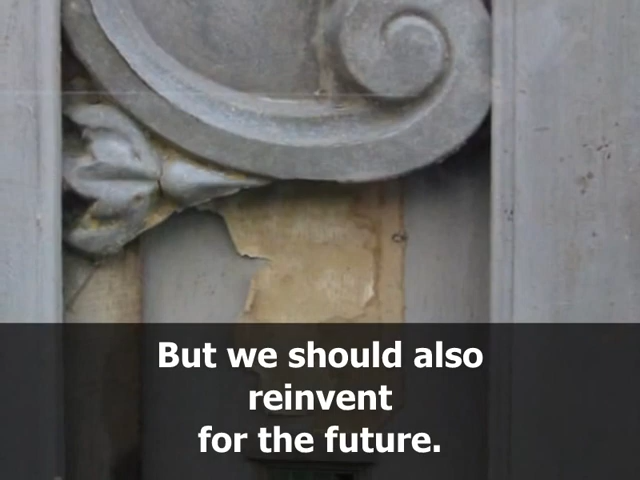 But we should also
reinvent
for the future.